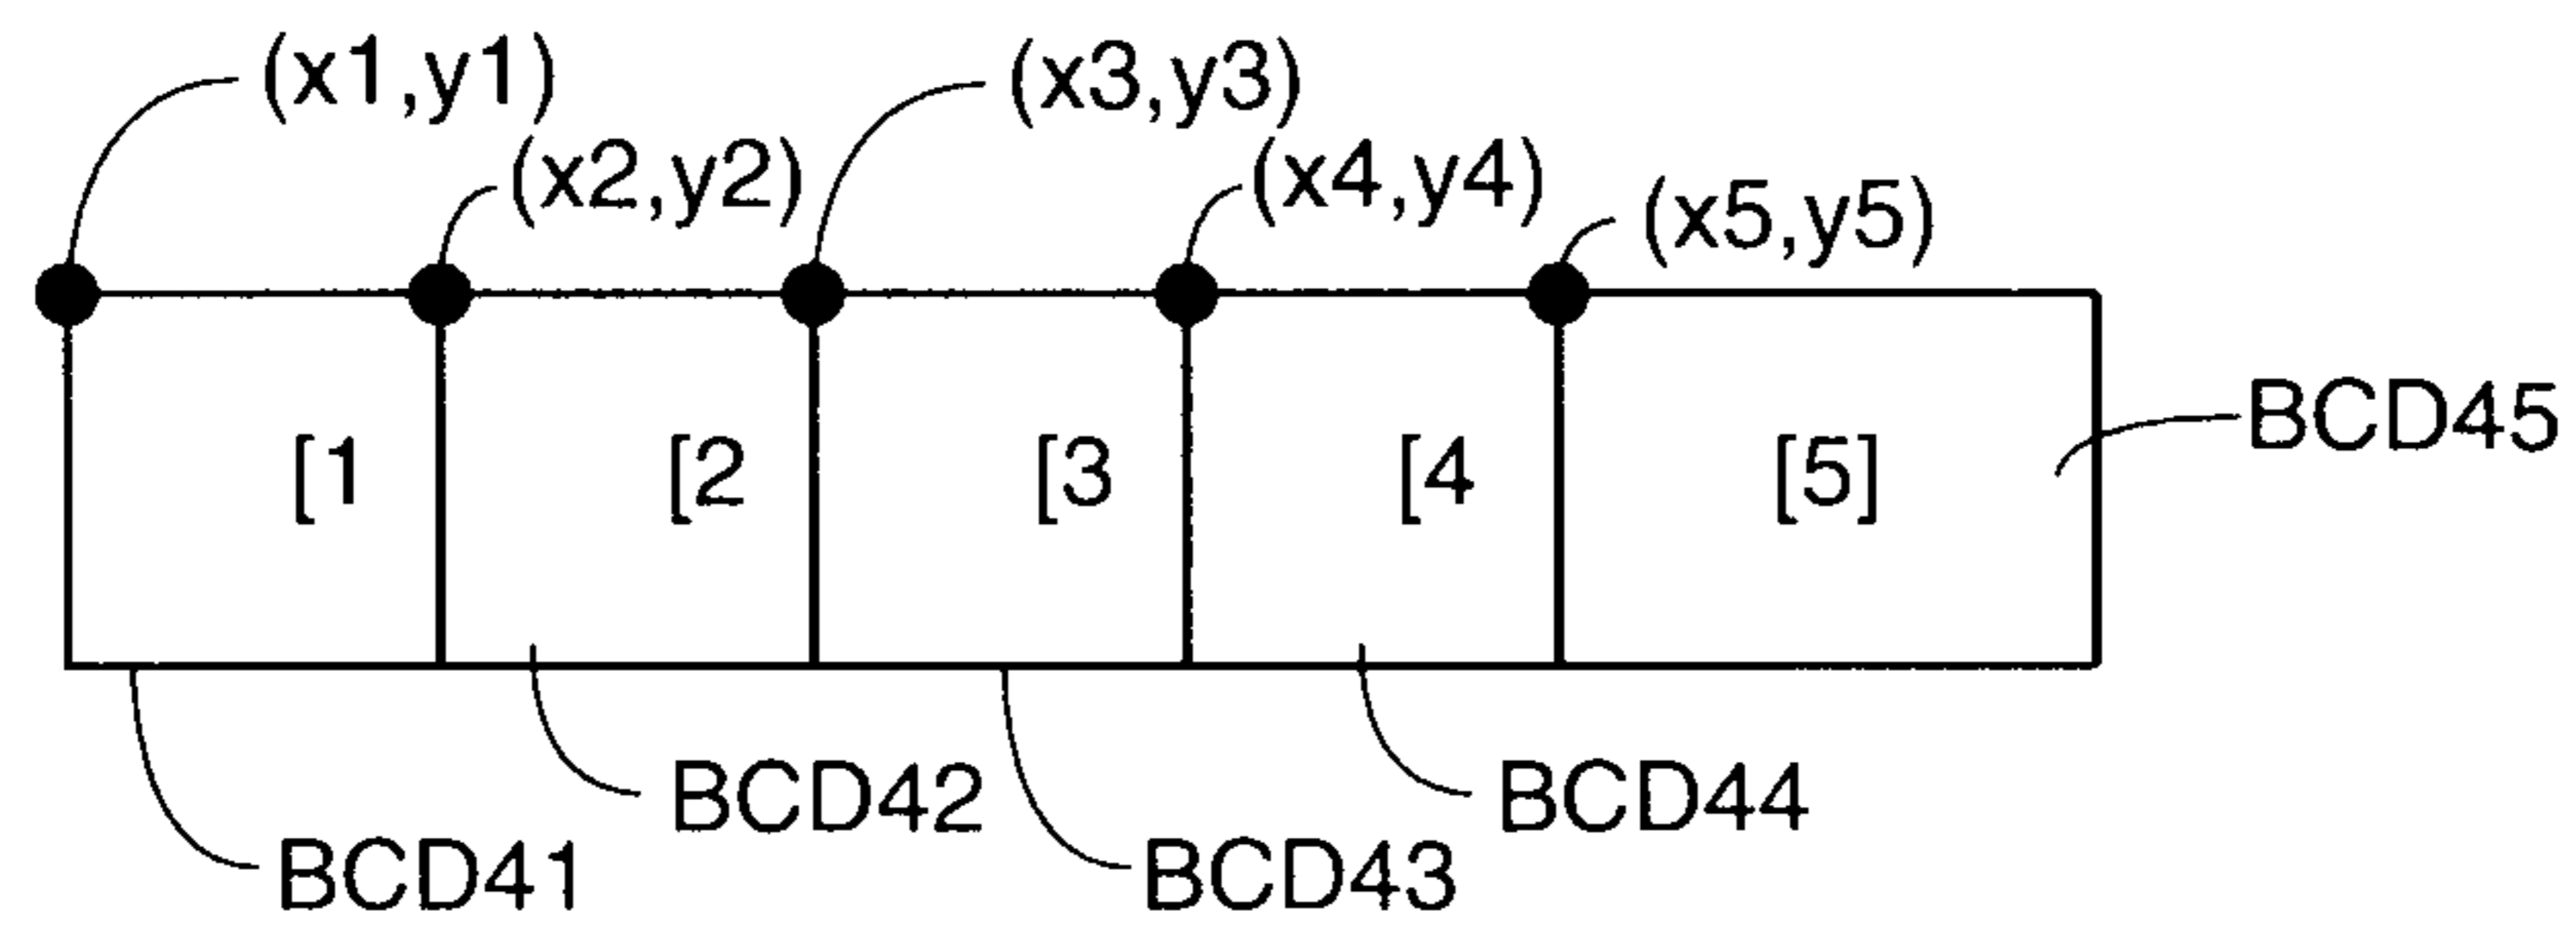 (x1,y1)
(x3,y3)
(x2,y2)
(x4,y4)
(x5,y5)
[1
[2
[3
[4
[5]
BCD45
BCD42
BCD44
BCD41
BCD43